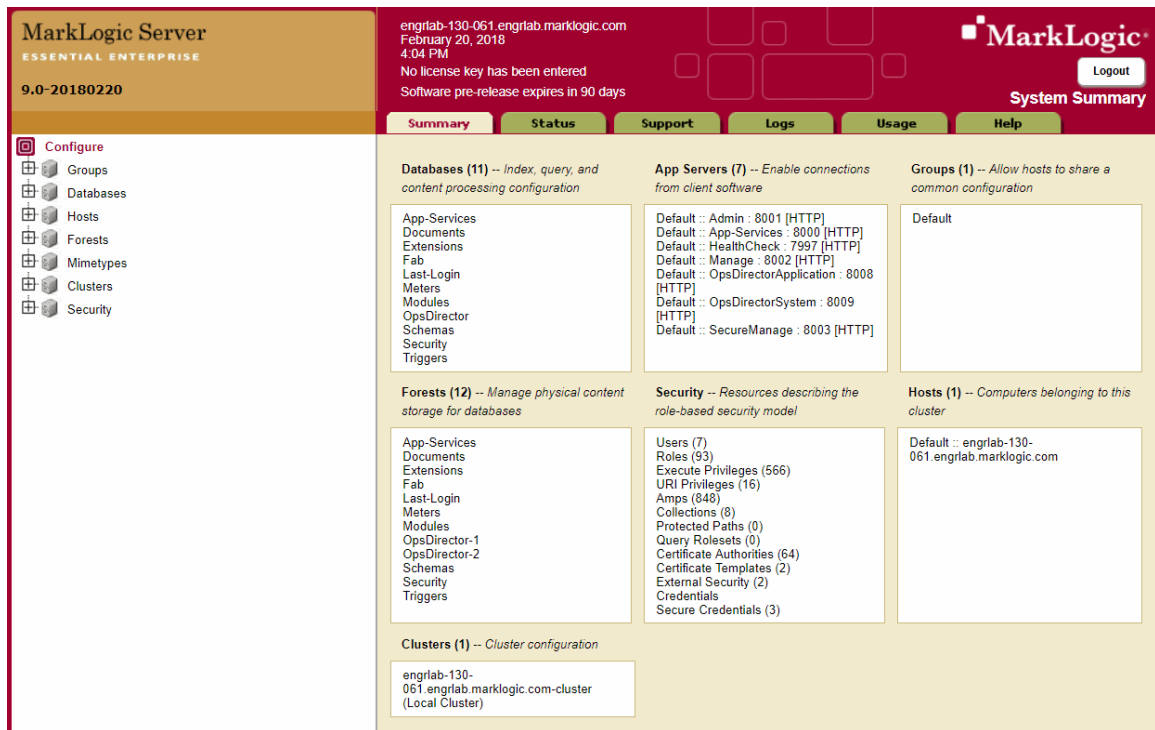 MarkLogic Server
ESSENTIAL ENTERPRISE
9.0-20180220
engrlab-130-061.engrlab.marklogic.com
February 20, 2018
4:04 PM
No license key has been entered
Software pre-release expires in 90 days
MarkLogic
Logout
System Summary
Summary
Status
Support
Logs
Usage
Help
Configure
Groups
Databases
Hosts
Forests
Mimetypes
Clusters
Security
Databases (11) -- Index, query, and
content processing configuration
App-Services
Documents
Extensions
Fab
Last-Login
Meters
Modules
OpsDirector
Schemas
Security
Triggers
App Servers (7) -- Enable connections
from client software
Default :: Admin : 8001 [HTTP]
Default :: App-Services : 8000 [HTTP]
Default :: HealthCheck : 7997 [HTTP]
Default :: Manage : 8002 [HTTP]
Default :: OpsDirectorApplication : 8008
[HTTP]
Default :: OpsDirectorSystem : 8009
[HTTP]
Default :: SecureManage : 8003 [HTTP]
Groups (1) -- Allow hosts to share a
common configuration
Default
Forests (12) -- Manage physical content
storage for databases
App-Services
Documents
Extensions
Fab
Last-Login
Meters
Modules
OpsDirector-1
OpsDirector-2
Schemas
Security
Triggers
Security -- Resources describing the
role-based security model
Users (7)
Roles (93)
Execute Privileges (566)
URI Privileges (16)
Amps (848)
Collections (8)
Protected Paths (0)
Query Rolesets (0)
Certificate Authorities (64)
Certificate Templates (2)
External Security (2)
Credentials
Secure Credentials (3)
Hosts (1) -- Computers belonging to this
cluster
Default :: engrlab-130-
061.engrlab.marklogic.com
Clusters (1) -- Cluster configuration
engrlab-130-
061.engrlab.marklogic.com-cluster
(Local Cluster)